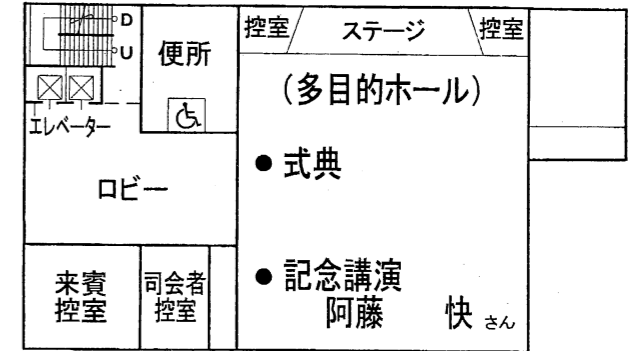 D
U
便所
エレベーター
ロビー
来賓
控室
司会者
控室
控室
ステージ
控室
(多目的ホール)
● 式典
● 記念講演
阿藤 快 さん